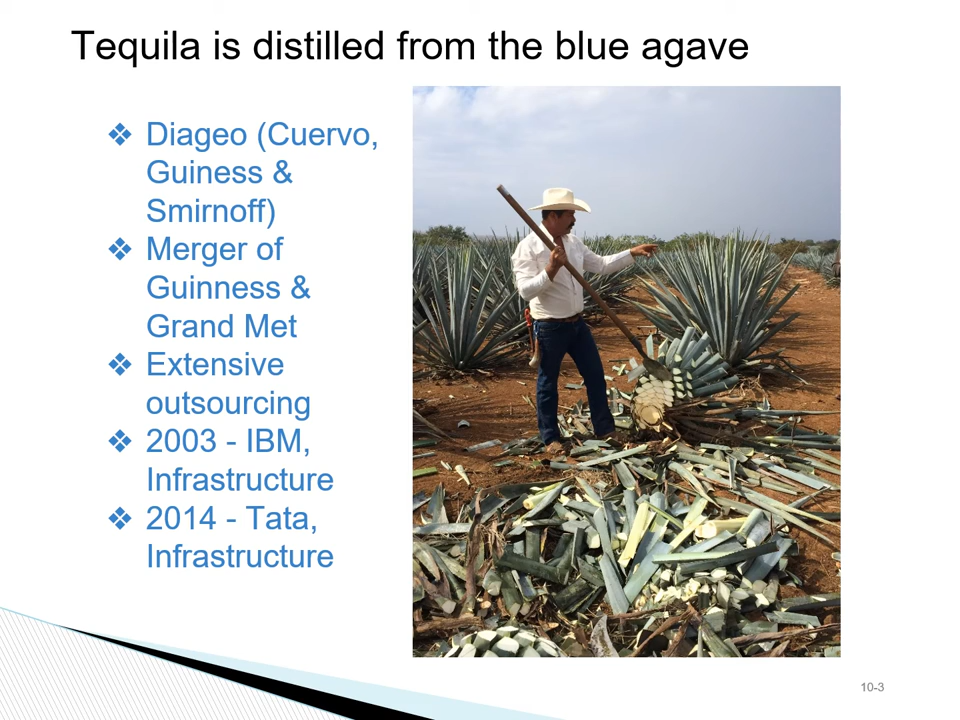 Tequila is distilled from the blue agave
❖ Diageo (Cuervo,
Guiness &
Smirnoff)
❖ Merger of
Guinness &
Grand Met
❖ Extensive
outsourcing
❖ 2003 - IBM,
Infrastructure
❖ 2014 - Tata,
Infrastructure
10-3